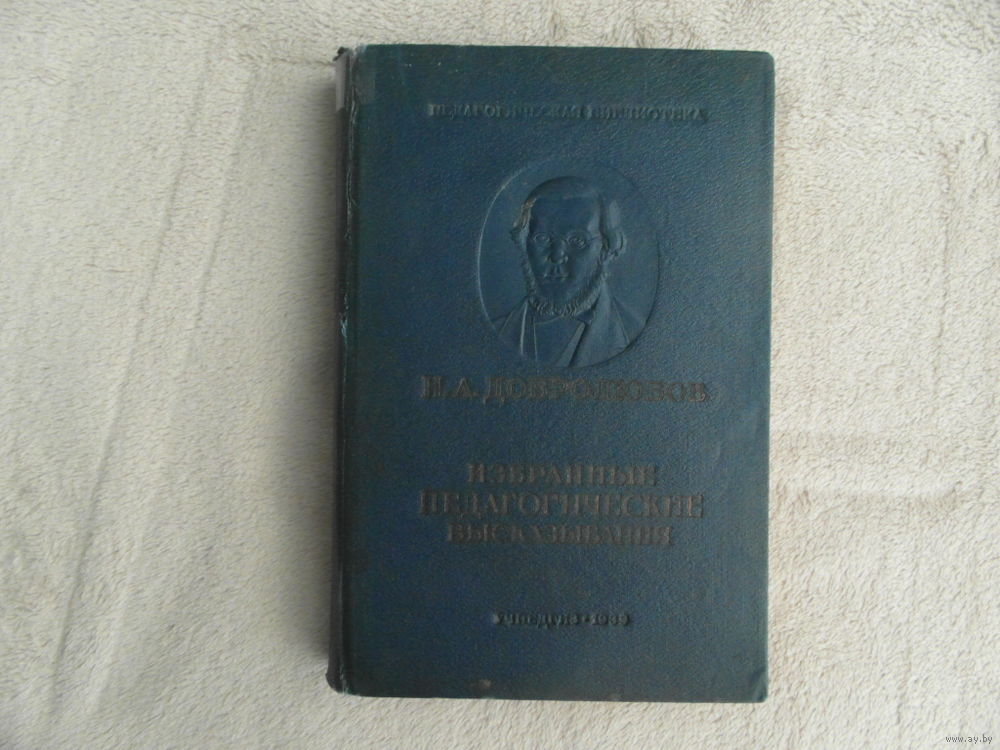 ПЕДАГОГИЧЕСКАЯ БИБЛИОТЕКА
Н. А. ДОБРОЛЮБОВ
ИЗБРАННЫЕ
ПЕДАГОГИЧЕСКИЕ
ВЫСКАЗЫВАНИЯ
УЧПЕДГИЗ • 1939
www.ay.by